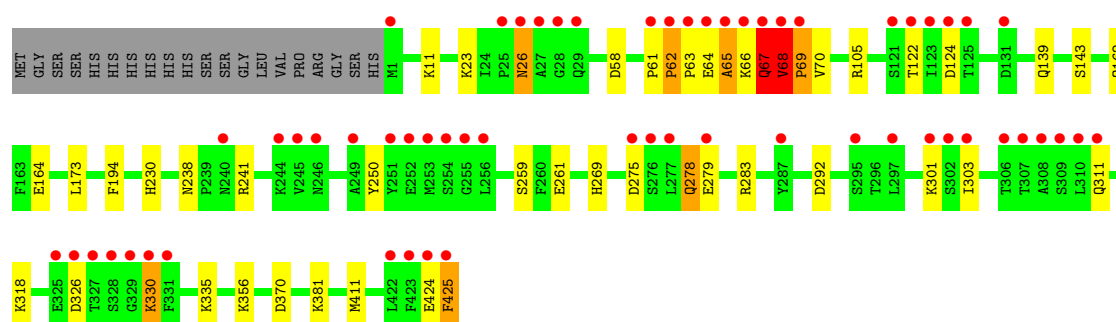 MET GLY SER SER HIS HIS HIS HIS HIS HIS SER SER GLY LEU VAL PRO ARG GLY SER HIS M1 K11 K23 I24 P25 N26 A27 G28 Q29 D58 P61 P62 P63 E64 A65 K66 Q67 V68 P69 V70 R105 S121 T122 I123 D124 T125 D131 Q139 S143
F163 E164 L173 F194 H230 N238 P239 N240 R241 K244 V245 N246 A249 Y250 Y251 E252 M253 S254 G255 L256 S259 F260 E261 H269 D275 S276 L277 Q278 E279 R283 Y287 D292 S295 T296 L297 K301 S302 I303 T306 T307 A308 S309 L310 Q311
K318 E325 D326 T327 S328 G329 K330 F331 K335 K356 D370 K381 M411 L422 F423 E424 F425